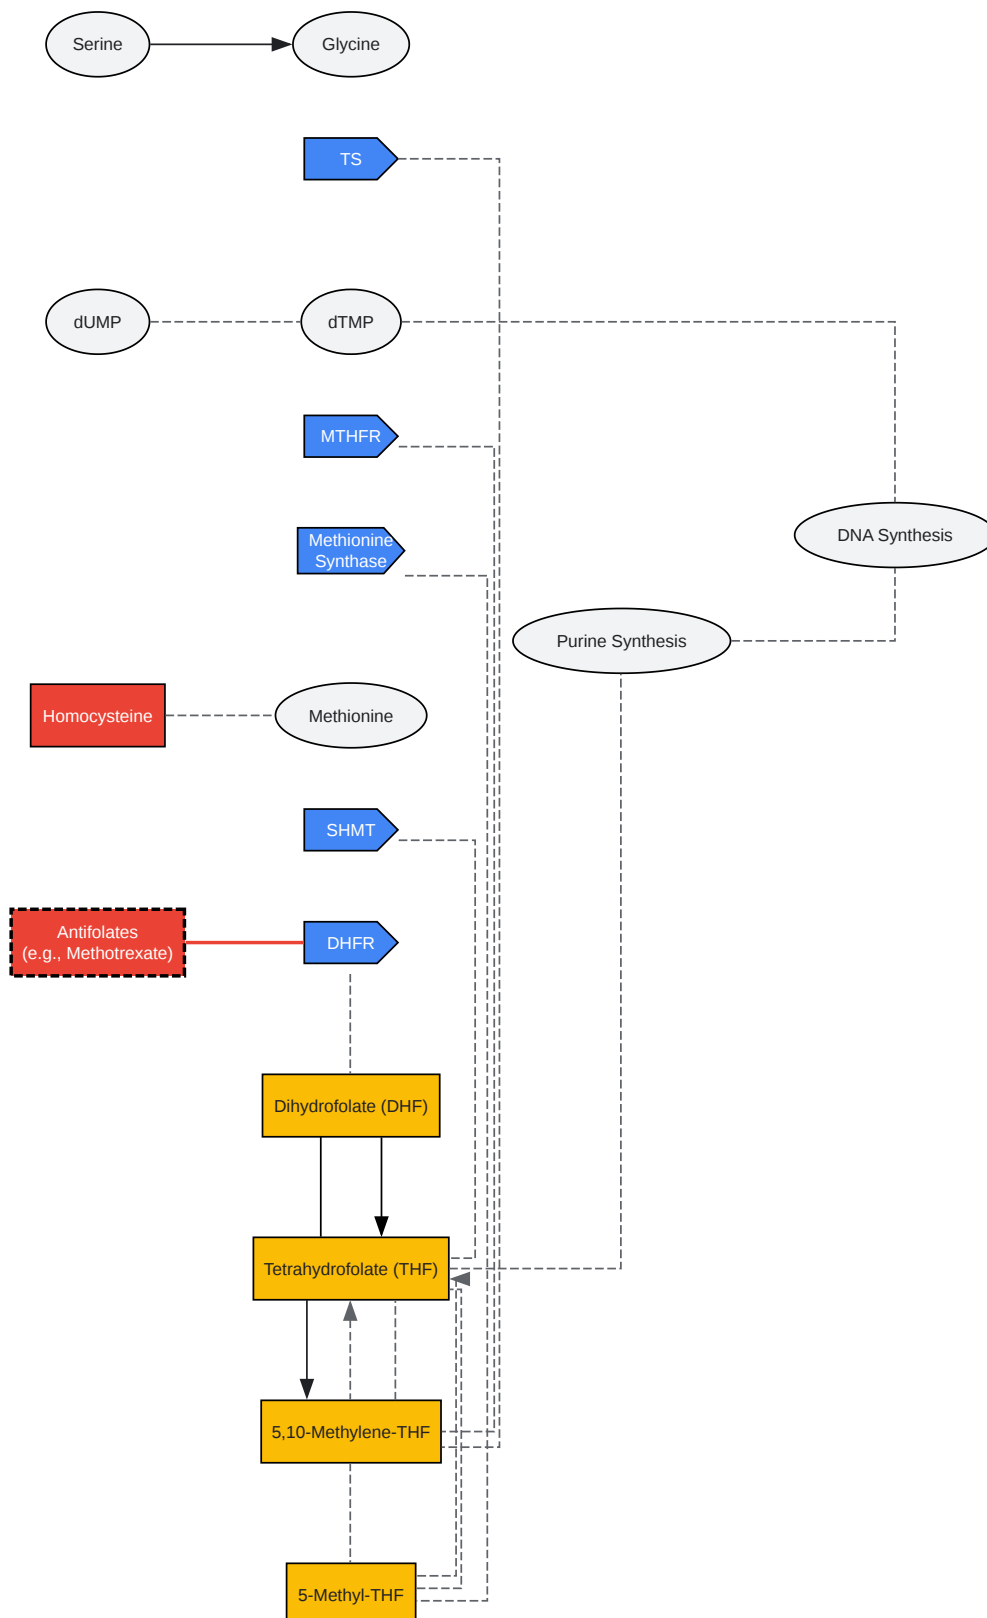 Serine
Glycine
TS
dUMP
dTMP
MTHFR
Methionine
Synthase
DNA Synthesis
Purine Synthesis
Homocysteine
Methionine
SHMT
Antifolates
(e.g., Methotrexate)
DHFR
Dihydrofolate (DHF)
Tetrahydrofolate (THF)
5,10-Methylene-THF
5-Methyl-THF